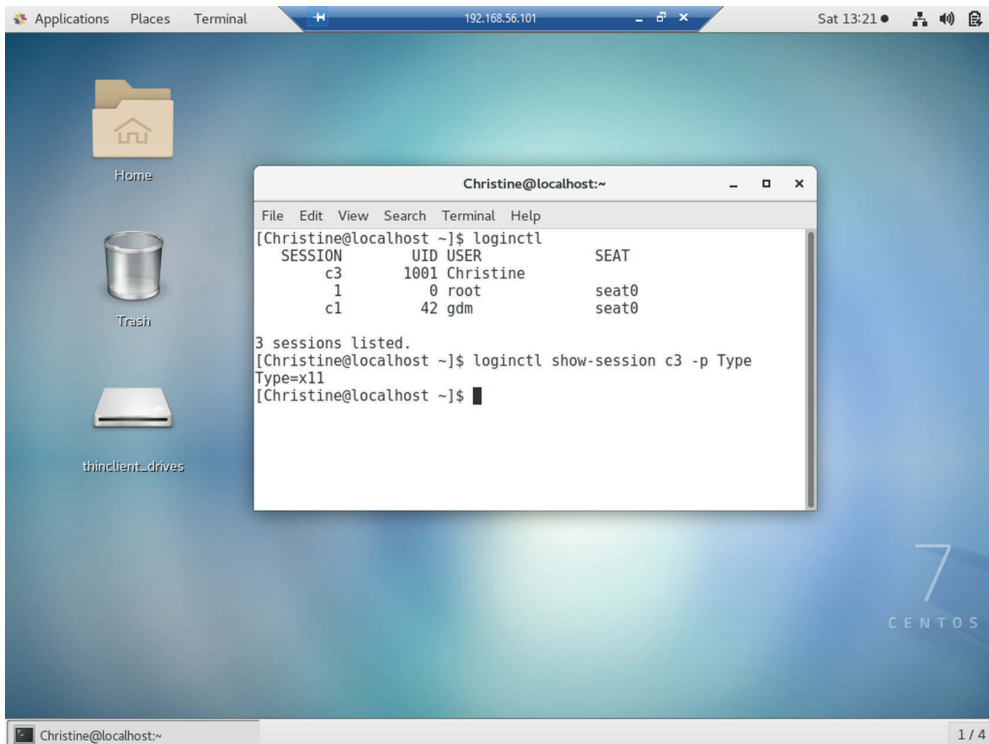 Applications Places Terminal 192.168.56.101 Sat 13:21
Home
Trash
thinclient_drives
Christine@localhost:~
File Edit View Search Terminal Help
[Christine@localhost ~]$ loginctl
SESSION UID USER SEAT
c3 1001 Christine
1 0 root seat0
c1 42 gdm seat0
3 sessions listed.
[Christine@localhost ~]$ loginctl show-session c3 -p Type
Type=x11
[Christine@localhost ~]$
7
CENTOS
Christine@localhost:~ 1 / 4